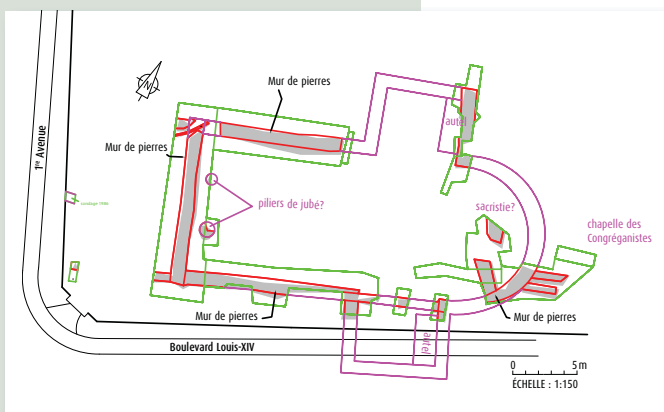 Mur de pierres
1re Avenue
Mur de pierres
autel
piliers de jubé?
sacristie?
chapelle des
Congréganistes
Mur de pierres
Mur de pierres
autel
Boulevard Louis-XIV
0 5 m
ÉCHELLE : 1:150